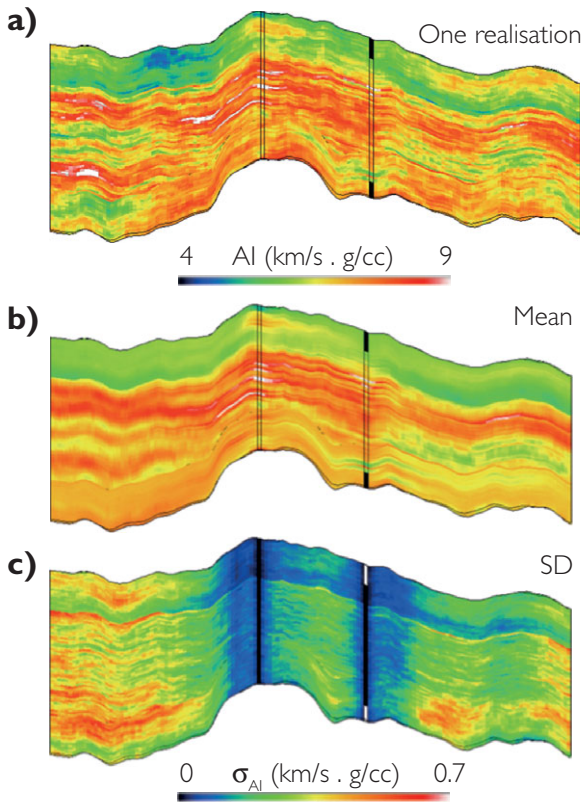 a)
One realisation
4 AI (km/s . g/cc) 9
b)
Mean
c)
SD
0 σAI (km/s . g/cc) 0.7